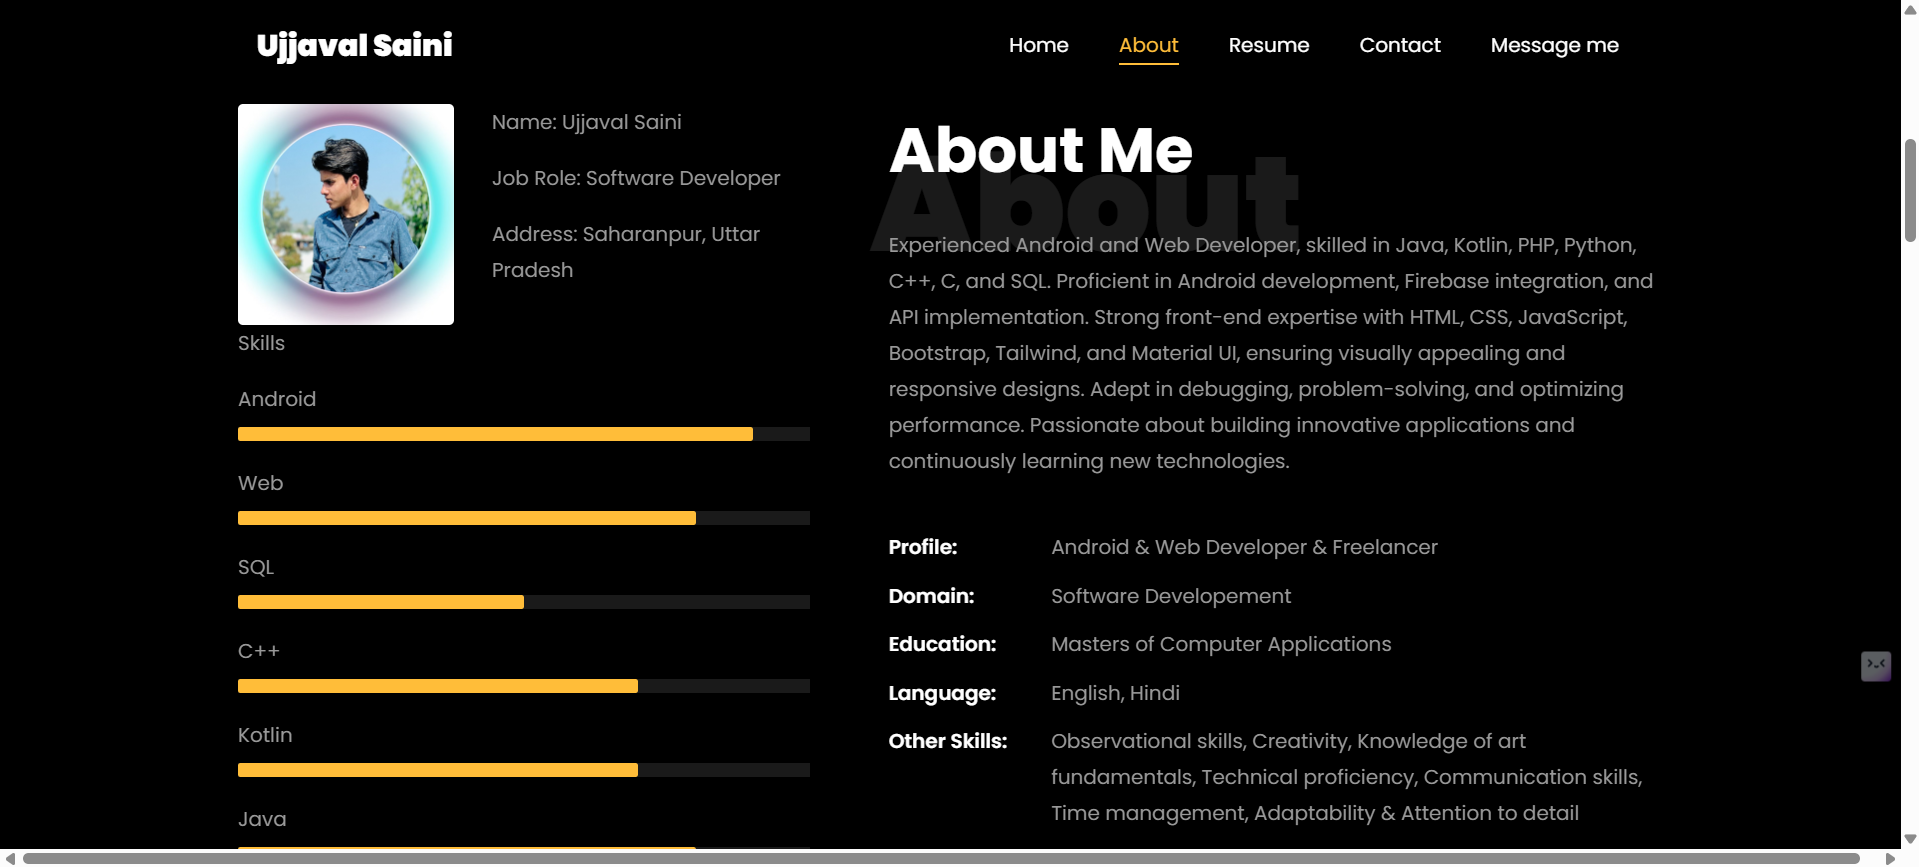 Ujjaval Saini
Home
About
Resume
Contact
Message me
Name: Ujjaval Saini
Job Role: Software Developer
Address: Saharanpur, Uttar
Pradesh
Skills
Android
Web
SQL
C++
Kotlin
Java
About Me
About
Experienced Android and Web Developer, skilled in Java, Kotlin, PHP, Python,
C++, C, and SQL. Proficient in Android development, Firebase integration, and
API implementation. Strong front-end expertise with HTML, CSS, JavaScript,
Bootstrap, Tailwind, and Material UI, ensuring visually appealing and
responsive designs. Adept in debugging, problem-solving, and optimizing
performance. Passionate about building innovative applications and
continuously learning new technologies.
Profile: Android & Web Developer & Freelancer
Domain: Software Developement
Education: Masters of Computer Applications
Language: English, Hindi
Other Skills: Observational skills, Creativity, Knowledge of art
fundamentals, Technical proficiency, Communication skills,
Time management, Adaptability & Attention to detail